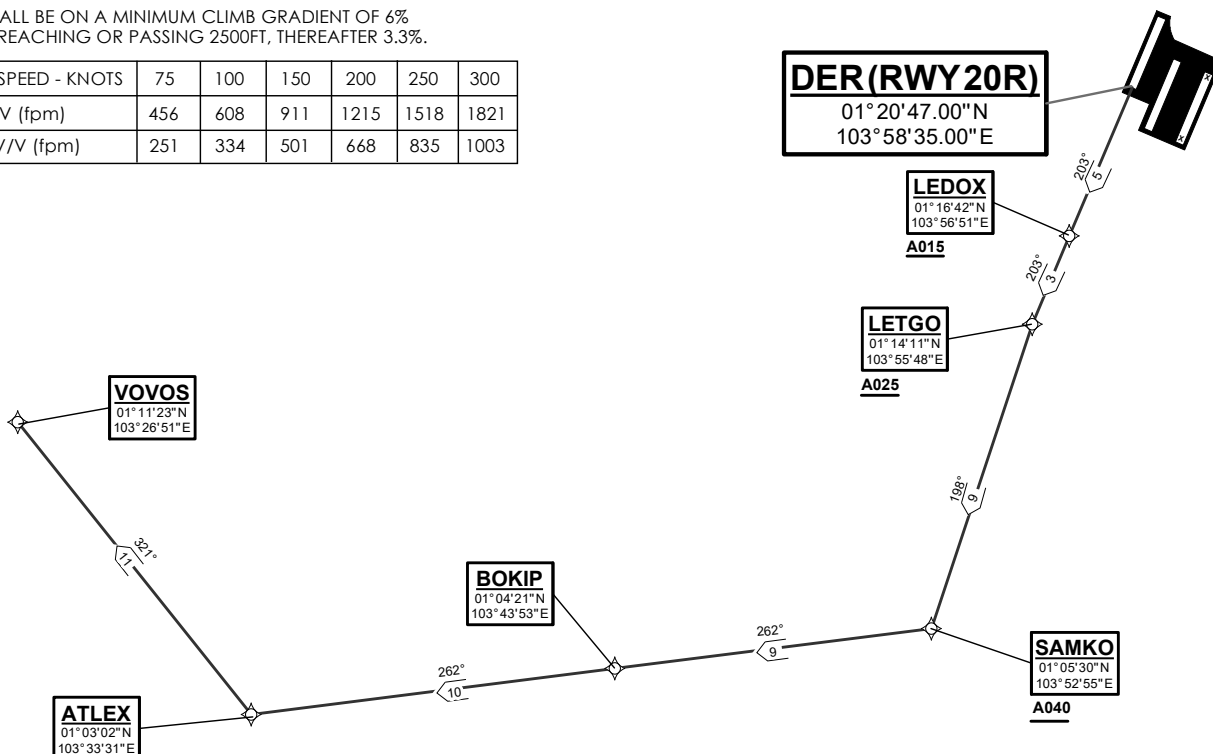 ALL BE ON A MINIMUM CLIMB GRADIENT OF 6%
REACHING OR PASSING 2500FT, THEREAFTER 3.3%.
SPEED - KNOTS 75 100 150 200 250 300
V (fpm) 456 608 911 1215 1518 1821
V/V (fpm) 251 334 501 668 835 1003
DER (RWY 20R)
01°20'47.00"N
103°58'35.00"E
203°
5
LEDOX
01°16'42"N
103°56'51"E
A015
203°
3
LETGO
01°14'11"N
103°55'48"E
A025
198°
9
SAMKO
01°05'30"N
103°52'55"E
A040
262°
9
BOKIP
01°04'21"N
103°43'53"E
262°
10
ATLEX
01°03'02"N
103°33'31"E
321°
11
VOVOS
01°11'23"N
103°26'51"E
x
x